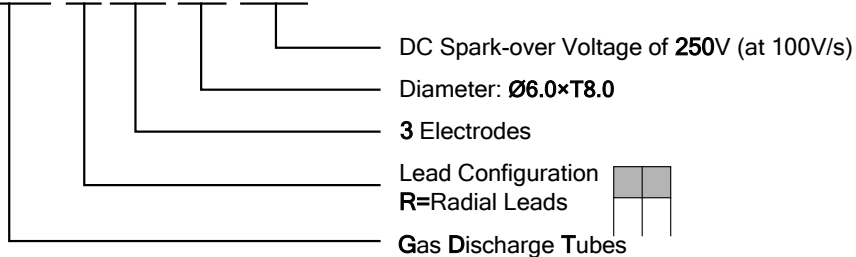 DC Spark-over Voltage of 250V (at 100V/s)
Diameter: Ø6.0×T8.0
3 Electrodes
Lead Configuration
R=Radial Leads
Gas Discharge Tubes